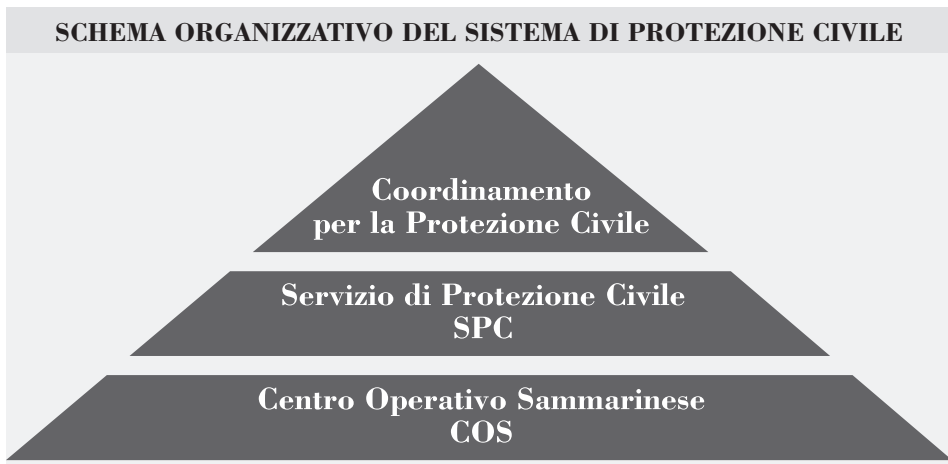 SCHEMA ORGANIZZATIVO DEL SISTEMA DI PROTEZIONE CIVILE
Coordinamento
per la Protezione Civile
Servizio di Protezione Civile
SPC
Centro Operativo Sammarinese
COS